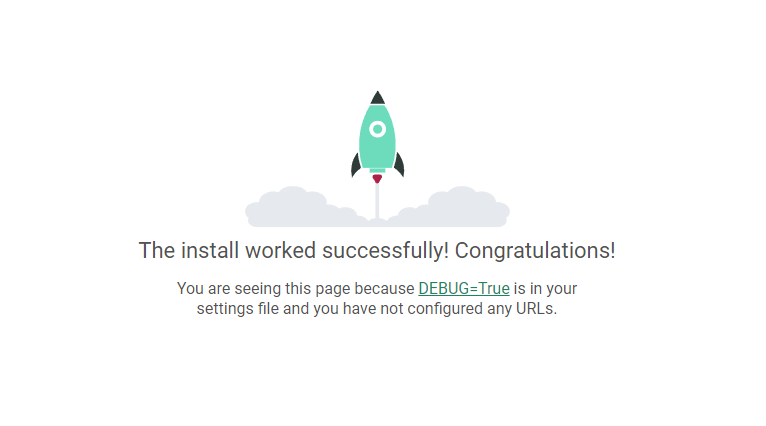 The install worked successfully! Congratulations!
You are seeing this page because DEBUG=True is in your
settings file and you have not configured any URLs.